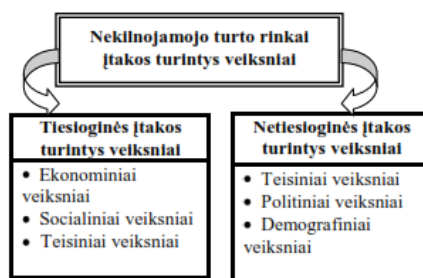 Nekilnojamojo turto rinkai
įtakos turintys veiksniai
Tiesioginės įtakos
turintys veiksniai
• Ekonominiai
veiksniai
• Socialiniai veiksniai
• Teisiniai veiksniai
Netiesioginės įtakos
turintys veiksniai
• Teisiniai veiksniai
• Politiniai veiksniai
• Demografiniai
veiksniai